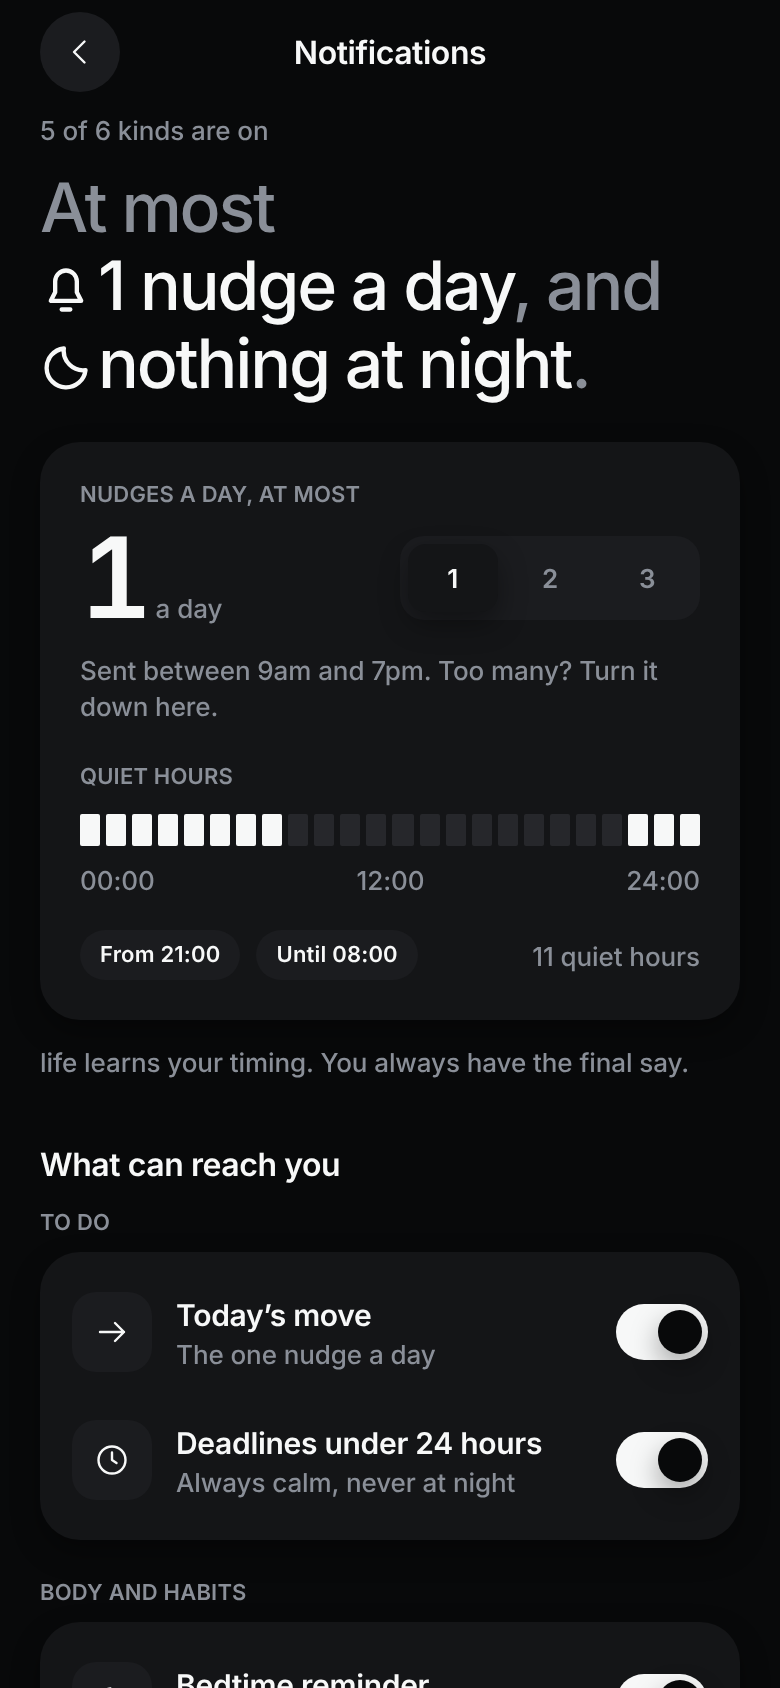 Notifications
5 of 6 kinds are on
At most
1 nudge a day, and
nothing at night.
NUDGES A DAY, AT MOST
1 a day
1 2 3
Sent between 9am and 7pm. Too many? Turn it
down here.
QUIET HOURS
00:00 12:00 24:00
From 21:00 Until 08:00 11 quiet hours
life learns your timing. You always have the final say.
What can reach you
TO DO
Today’s move
The one nudge a day
Deadlines under 24 hours
Always calm, never at night
BODY AND HABITS
Bedtime reminder